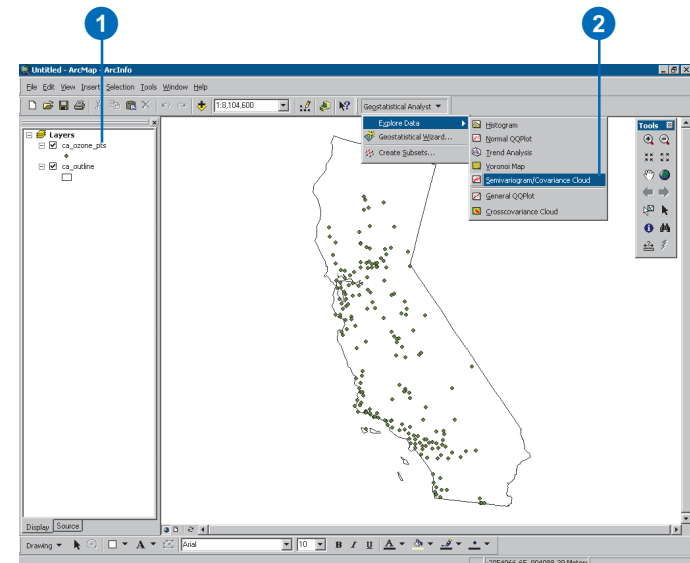 1
2
Untitled - ArcMap - ArcInfo
File Edit View Insert Selection Tools Window Help
1:8,104,600
Geostatistical Analyst
Layers
ca_ozone_pts
ca_outline
Explore Data
Geostatistical Wizard...
Create Subsets...
Histogram
Normal QQPlot
Trend Analysis
Voronoi Map
Semivariogram/Covariance Cloud
General QQPlot
Crosscovariance Cloud
Tools
Display Source
Drawing
A
Arial
10
B I U A